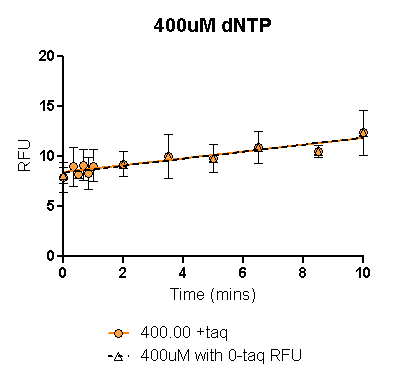 400uM dNTP
20
15
10
5
0
RFU
0 2 4 6 8 10
Time (mins)
400.00 +taq
400uM with 0-taq RFU